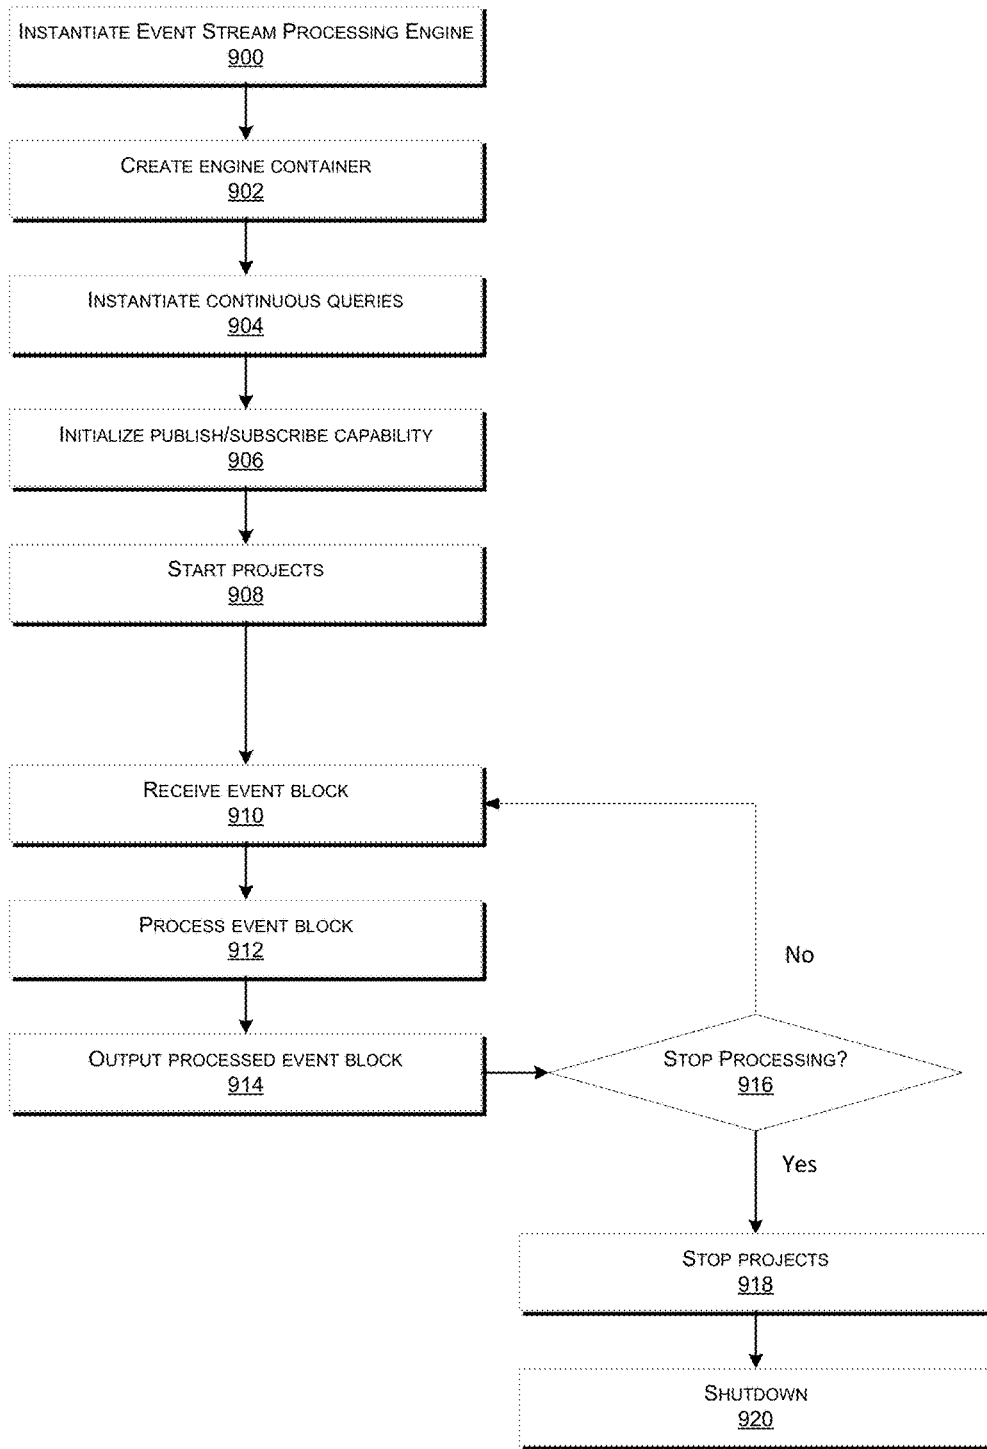 INSTANTIATE EVENT STREAM PROCESSING ENGINE
900
CREATE ENGINE CONTAINER
902
INSTANTIATE CONTINUOUS QUERIES
904
INITIALIZE PUBLISH/SUBSCRIBE CAPABILITY
906
START PROJECTS
908
RECEIVE EVENT BLOCK
910
PROCESS EVENT BLOCK
912
No
OUTPUT PROCESSED EVENT BLOCK
914
STOP PROCESSING?
916
Yes
STOP PROJECTS
918
SHUTDOWN
920